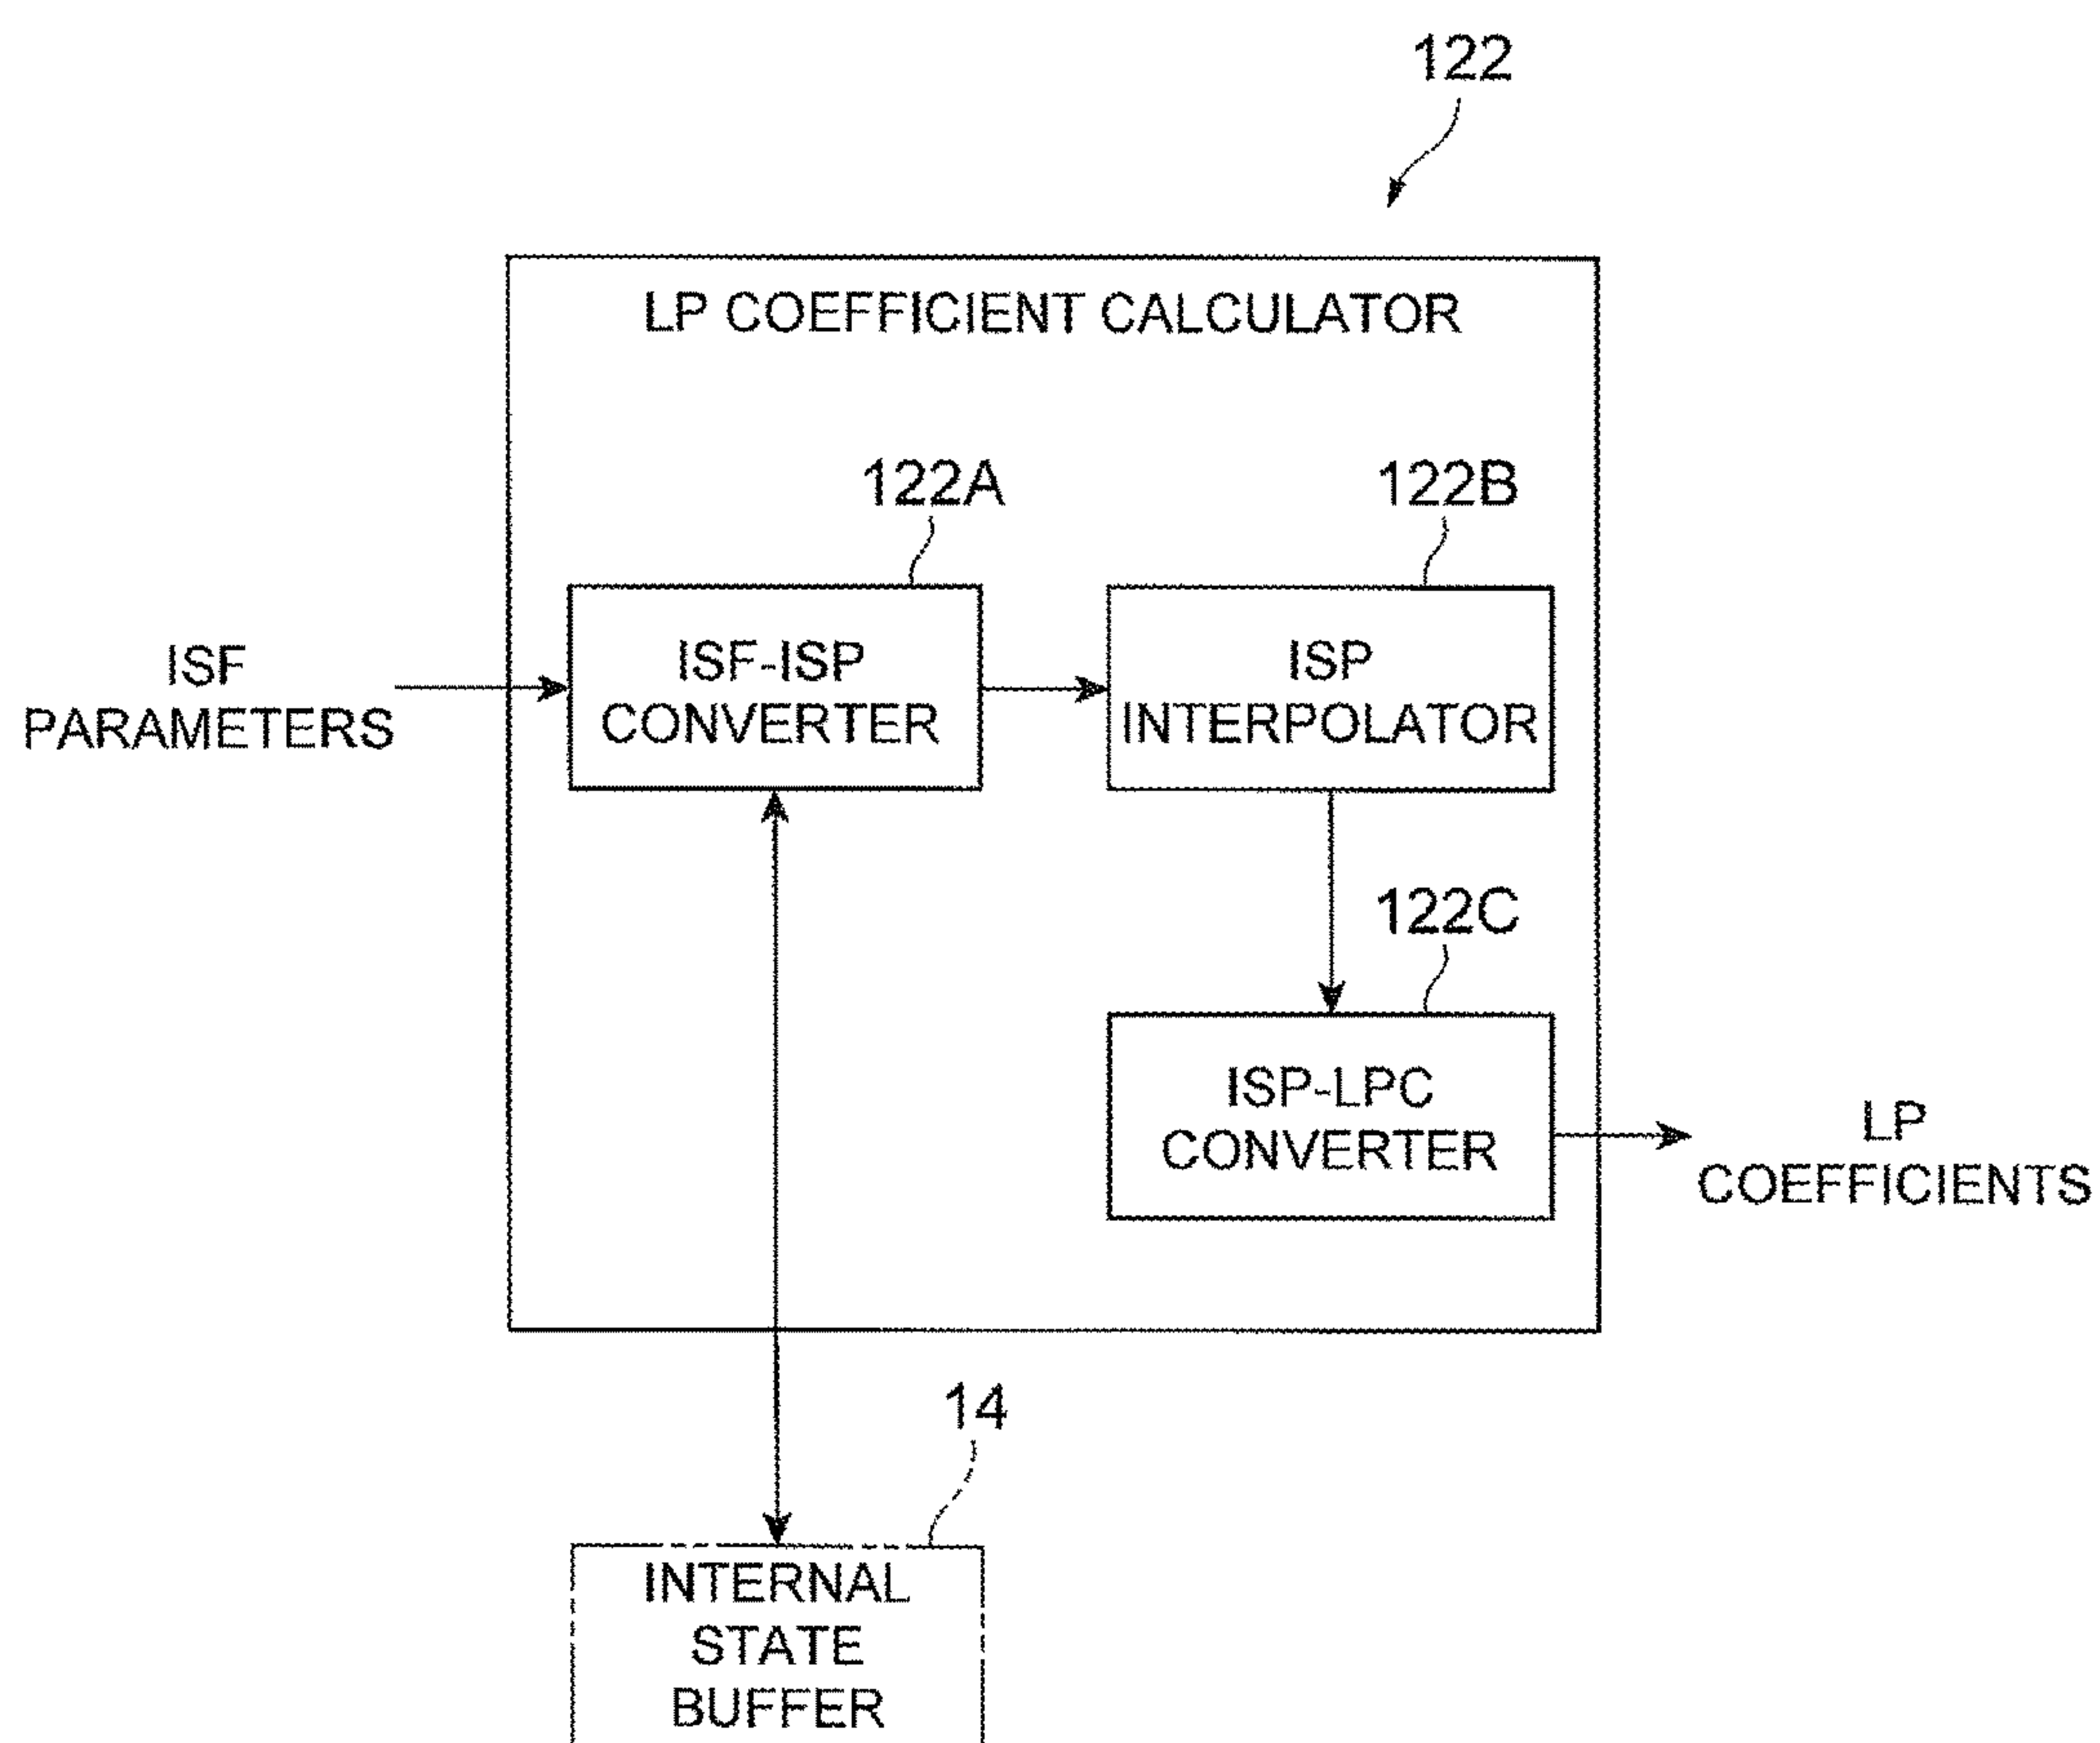 122
LP COEFFICIENT CALCULATOR
122A
122B
ISF
PARAMETERS
ISF-ISP
CONVERTER
ISP
INTERPOLATOR
122C
ISP-LPC
CONVERTER
LP
COEFFICIENTS
14
INTERNAL
STATE
BUFFER